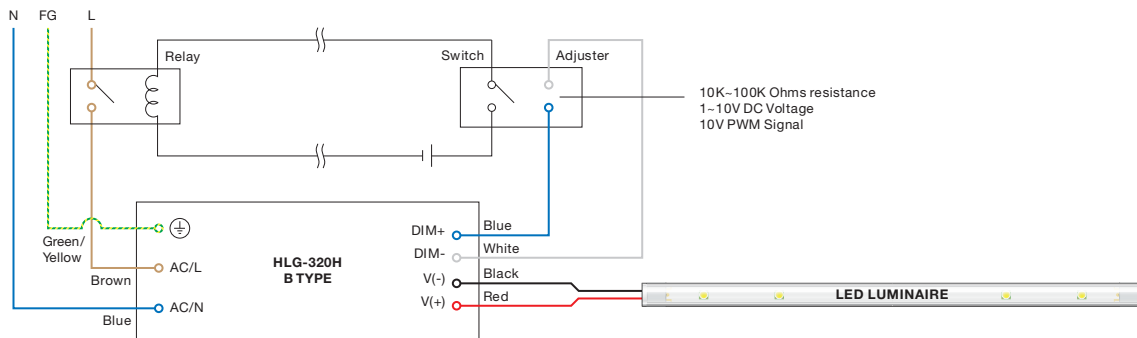 N FG L
Relay
Switch
Adjuster
10K~100K Ohms resistance
1~10V DC Voltage
10V PWM Signal
Green/
Yellow
Brown
Blue
AC/L
AC/N
HLG-320H
B TYPE
DIM+
DIM-
V(-)
V(+)
Blue
White
Black
Red
LED LUMINAIRE